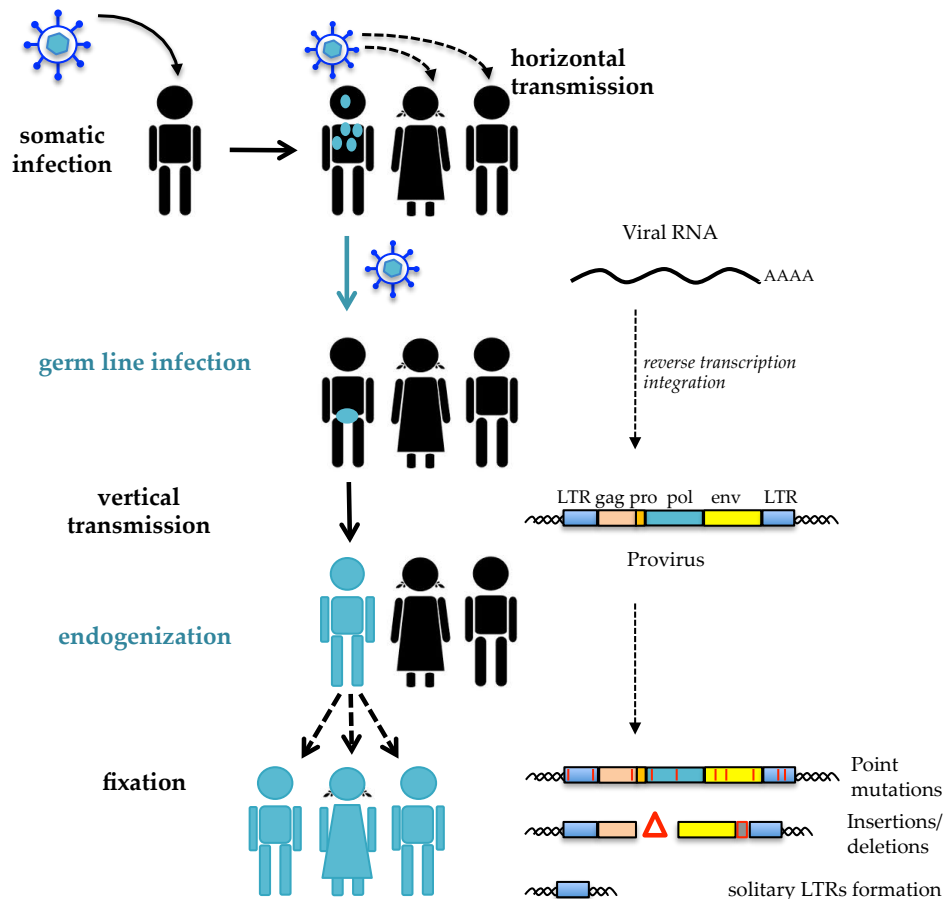 horizontal
transmission
somatic
infection
Viral RNA
AAAA
germ line infection
reverse transcription
integration
LTR gag pro pol env LTR
vertical
transmission
Provirus
endogenization
fixation
Point
mutations
Δ
Insertions/
deletions
solitary LTRs formation